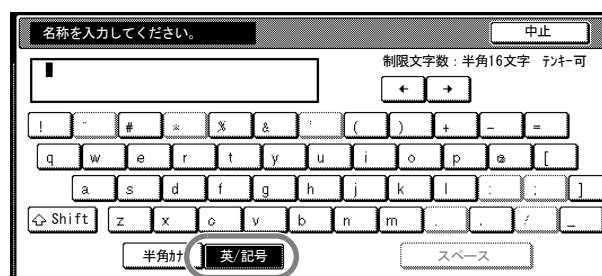 名称を入力してください。 中止
制限文字数：半角16文字 テンキー可
← →
! " # * % & ' ( ) + - =
q w e r t y u i o p @ [
a s d f g h j k l : ; ]
⇧ Shift z x c v b n m . , / _
半角カナ 英/記号 スペース